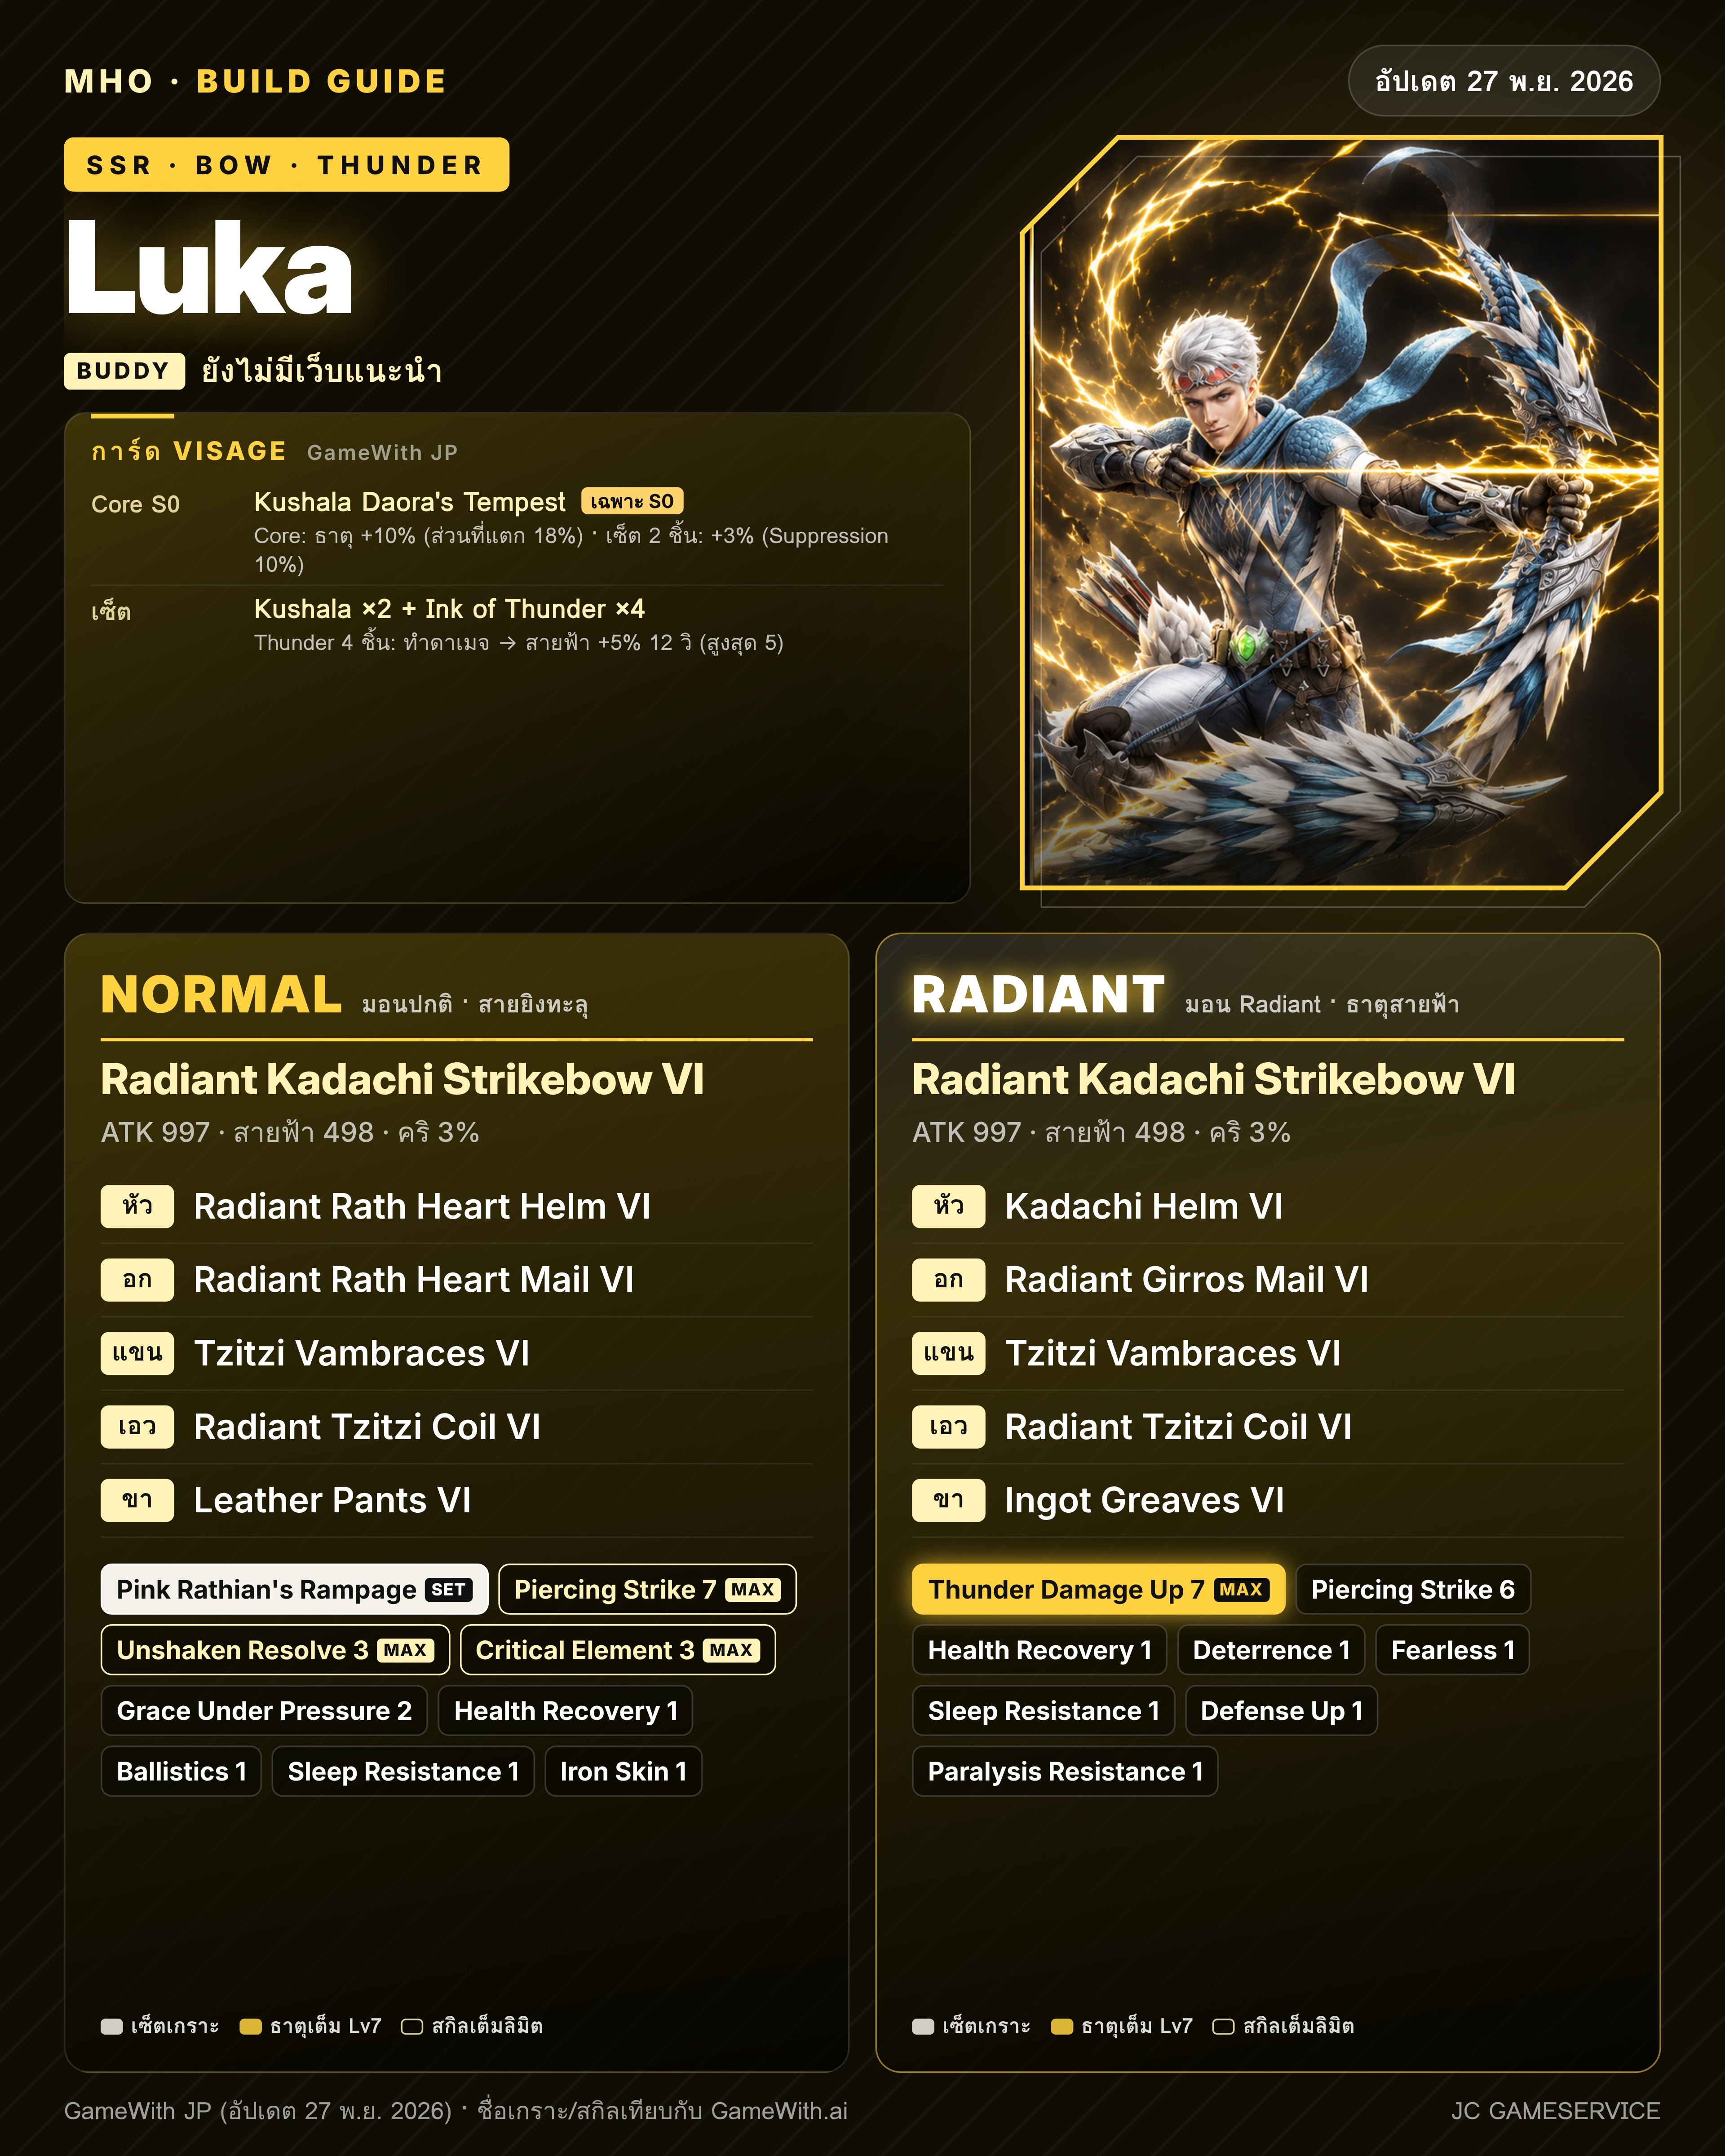 MHO · BUILD GUIDE
อัปเดต 27 พ.ย. 2026
SSR · BOW · THUNDER
Luka
BUDDY ยังไม่มีเว็บแนะนำ
การ์ด VISAGE GameWith JP
Core S0 Kushala Daora's Tempest เฉพาะ S0
Core: ธาตุ +10% (ส่วนที่แตก 18%) · เซ็ต 2 ชิ้น: +3% (Suppression
10%)
เซ็ต Kushala ×2 + Ink of Thunder ×4
Thunder 4 ชิ้น: ทำดาเมจ → สายฟ้า +5% 12 วิ (สูงสุด 5)
NORMAL มอนปกติ · สายยิงทะลุ
Radiant Kadachi Strikebow VI
ATK 997 · สายฟ้า 498 · คริ 3%
หัว Radiant Rath Heart Helm VI
อก Radiant Rath Heart Mail VI
แขน Tzitzi Vambraces VI
เอว Radiant Tzitzi Coil VI
ขา Leather Pants VI
Pink Rathian's Rampage SET Piercing Strike 7 MAX
Unshaken Resolve 3 MAX Critical Element 3 MAX
Grace Under Pressure 2 Health Recovery 1
Ballistics 1 Sleep Resistance 1 Iron Skin 1
เซ็ตเกราะ ธาตุเต็ม Lv7 สกิลเต็มลิมิต
RADIANT มอน Radiant · ธาตุสายฟ้า
Radiant Kadachi Strikebow VI
ATK 997 · สายฟ้า 498 · คริ 3%
หัว Kadachi Helm VI
อก Radiant Girros Mail VI
แขน Tzitzi Vambraces VI
เอว Radiant Tzitzi Coil VI
ขา Ingot Greaves VI
Thunder Damage Up 7 MAX Piercing Strike 6
Health Recovery 1 Deterrence 1 Fearless 1
Sleep Resistance 1 Defense Up 1
Paralysis Resistance 1
เซ็ตเกราะ ธาตุเต็ม Lv7 สกิลเต็มลิมิต
GameWith JP (อัปเดต 27 พ.ย. 2026) · ชื่อเกราะ/สกิลเทียบกับ GameWith.ai
JC GAMESERVICE